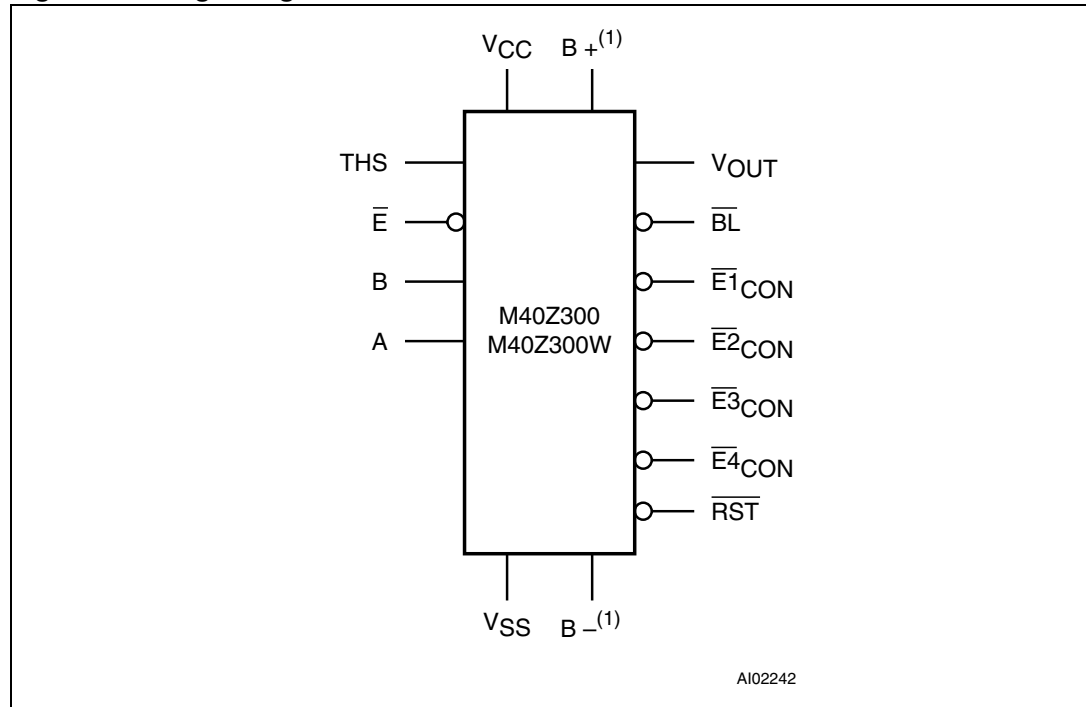 VCC B +(1)
THS VOUT
E BL
B E1CON
M40Z300
A M40Z300W E2CON
E3CON
E4CON
RST
VSS B –(1)
AI02242